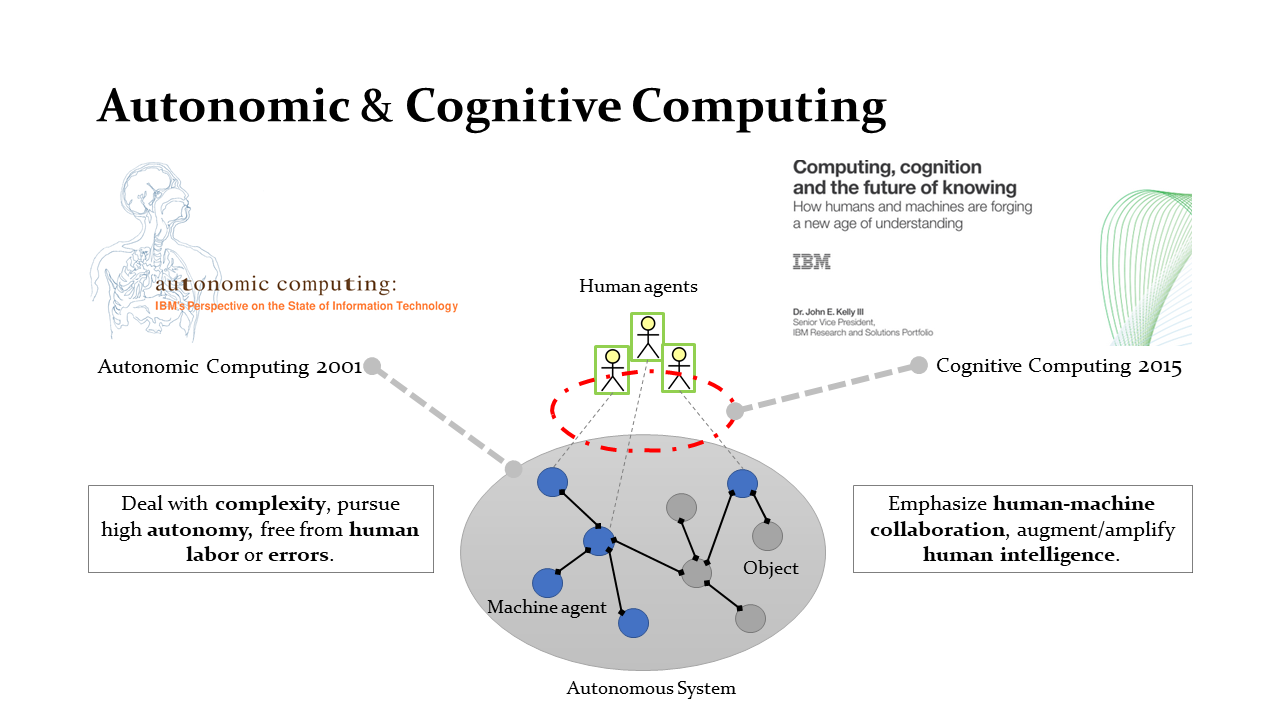 Autonomic & Cognitive Computing
autonomic computing:
IBM's Perspective on the State of Information Technology
Autonomic Computing 2001
Computing, cognition
and the future of knowing
How humans and machines are forging
a new age of understanding
IBM
Dr. John E. Kelly III
Senior Vice President,
IBM Research and Solutions Portfolio
Cognitive Computing 2015
Human agents
Deal with complexity, pursue
high autonomy, free from human
labor or errors.
Emphasize human-machine
collaboration, augment/amplify
human intelligence.
Object
Machine agent
Autonomous System